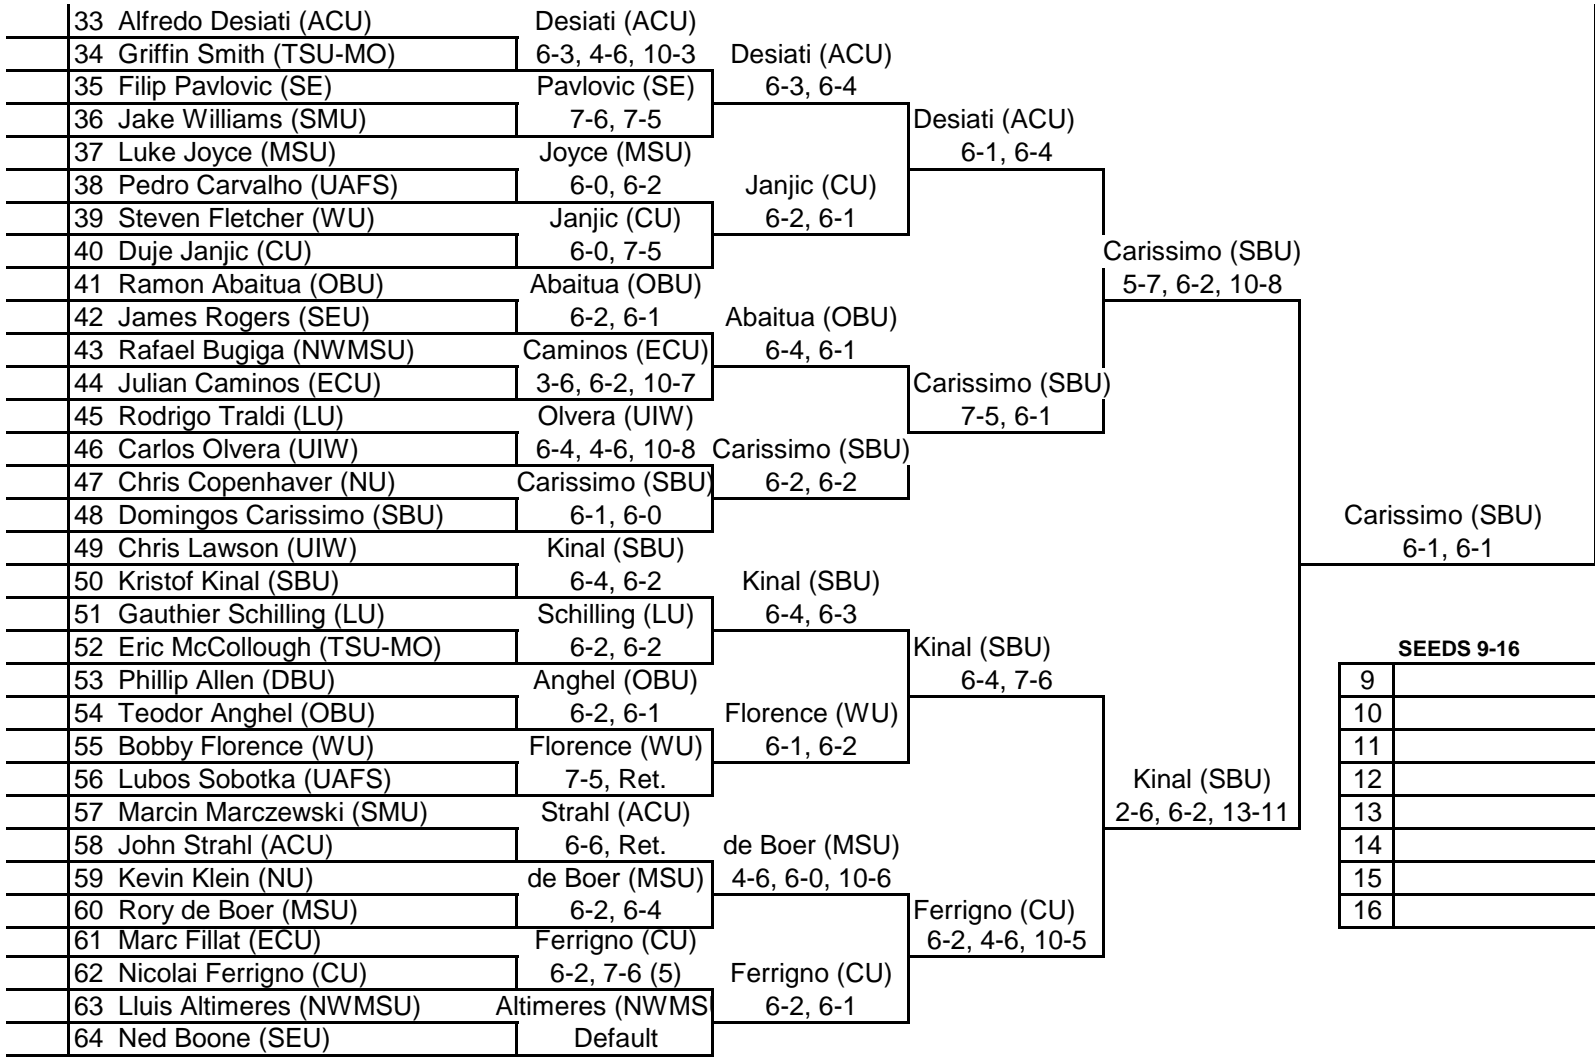 33 Alfredo Desiati (ACU) Desiati (ACU)
34 Griffin Smith (TSU-MO) 6-3, 4-6, 10-3 Desiati (ACU)
35 Filip Pavlovic (SE) Pavlovic (SE) 6-3, 6-4
36 Jake Williams (SMU) 7-6, 7-5 Desiati (ACU)
37 Luke Joyce (MSU) Joyce (MSU) 6-1, 6-4
38 Pedro Carvalho (UAFS) 6-0, 6-2 Janjic (CU)
39 Steven Fletcher (WU) Janjic (CU) 6-2, 6-1
40 Duje Janjic (CU) 6-0, 7-5 Carissimo (SBU)
41 Ramon Abaitua (OBU) Abaitua (OBU) 5-7, 6-2, 10-8
42 James Rogers (SEU) 6-2, 6-1 Abaitua (OBU)
43 Rafael Bugiga (NWMSU) Caminos (ECU) 6-4, 6-1
44 Julian Caminos (ECU) 3-6, 6-2, 10-7 Carissimo (SBU)
45 Rodrigo Traldi (LU) Olvera (UIW) 7-5, 6-1
46 Carlos Olvera (UIW) 6-4, 4-6, 10-8 Carissimo (SBU)
47 Chris Copenhaver (NU) Carissimo (SBU) 6-2, 6-2
48 Domingos Carissimo (SBU) 6-1, 6-0 Carissimo (SBU)
49 Chris Lawson (UIW) Kinal (SBU) 6-1, 6-1
50 Kristof Kinal (SBU) 6-4, 6-2 Kinal (SBU)
51 Gauthier Schilling (LU) Schilling (LU) 6-4, 6-3
52 Eric McCollough (TSU-MO) 6-2, 6-2 Kinal (SBU) SEEDS 9-16
53 Phillip Allen (DBU) Anghel (OBU) 6-4, 7-6 9
54 Teodor Anghel (OBU) 6-2, 6-1 Florence (WU) 10
55 Bobby Florence (WU) Florence (WU) 6-1, 6-2 11
56 Lubos Sobotka (UAFS) 7-5, Ret. Kinal (SBU) 12
57 Marcin Marczewski (SMU) Strahl (ACU) 2-6, 6-2, 13-11 13
58 John Strahl (ACU) 6-6, Ret. de Boer (MSU) 14
59 Kevin Klein (NU) de Boer (MSU) 4-6, 6-0, 10-6 15
60 Rory de Boer (MSU) 6-2, 6-4 Ferrigno (CU) 16
61 Marc Fillat (ECU) Ferrigno (CU) 6-2, 4-6, 10-5
62 Nicolai Ferrigno (CU) 6-2, 7-6 (5) Ferrigno (CU)
63 Lluis Altimeres (NWMSU) Altimeres (NWMS 6-2, 6-1
64 Ned Boone (SEU) Default